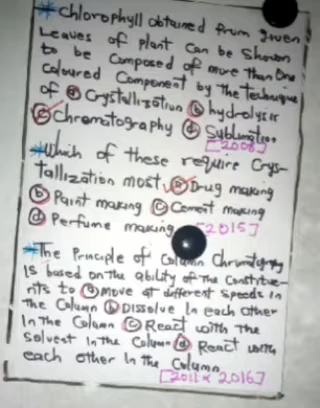 * Chlorophyll obtained from green
Leaves of Plant Can be Shown
to be Composed of more than One
Coloured Component by the Technique
of ⓐ Crystallization ⓑ hydrolysis
ⓒ Chromatography ⓓ Sublimation
[2008]
* Which of these require Crys-
tallization most ⓐ Drug making
ⓑ Paint making ⓒ Cement making
ⓓ Perfume making [2015]
* The Principle of Column Chromatography
Is based on the ability of the Constitue-
nts to ⓐ move at different Speeds in
the Column ⓑ Dissolve In each other
In the Column ⓒ React with the
Solvent In the Column ⓓ React with
each other In the Column
[2011 & 2016]